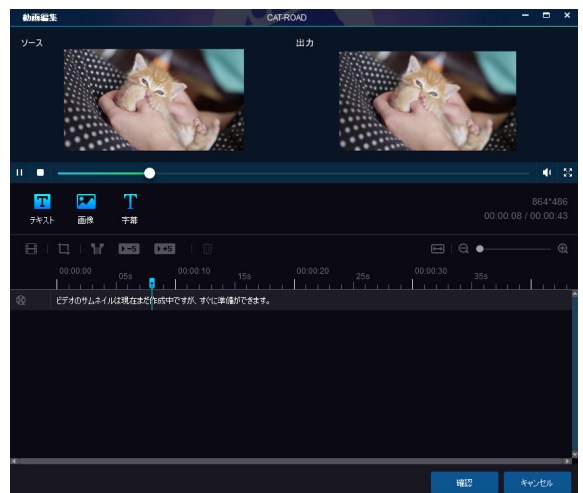 動画編集
CAT-ROAD
ソース
出力
テキスト
画像
字幕
864*486
00:00:08 / 00:00:43
-5
+5
00:00:00
05s
00:00:10
15s
00:00:20
25s
00:00:30
35s
ビデオのサムネイルは現在まだ作成中ですが、すぐに準備ができます。
確認
キャンセル